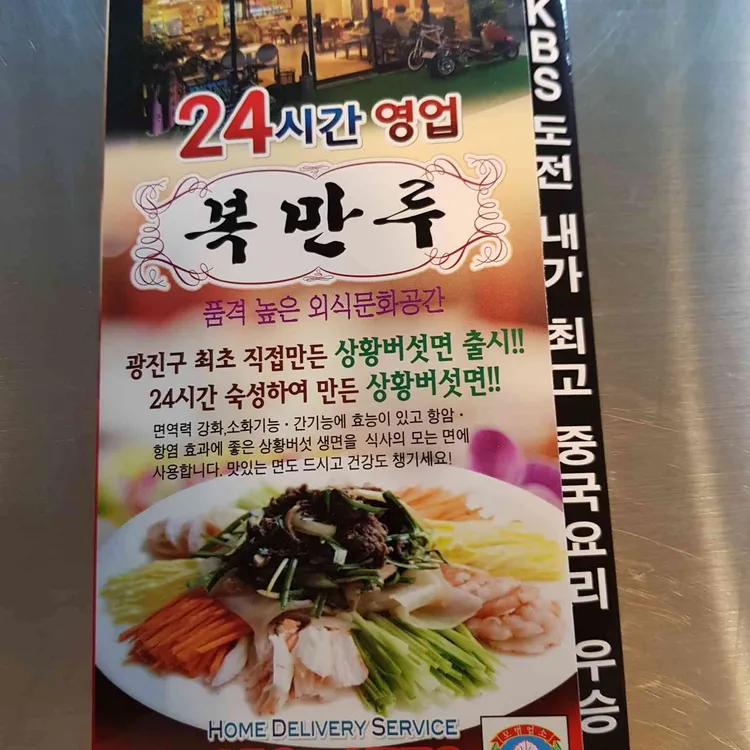 24시간 영업
복만루
품격 높은 외식문화공간
광진구 최초 직접만든 상황버섯면 출시!!
24시간 숙성하여 만든 상황버섯면!!
면역력 강화,소화기능·간기능에 효능이 있고 항암·
항염 효과에 좋은 상황버섯 생면을 식사의 모든 면에
사용합니다. 맛있는 면도 드시고 건강도 챙기세요!
HOME DELIVERY SERVICE
모범업소
KBS 도전 내가 최고 중국요리 우승